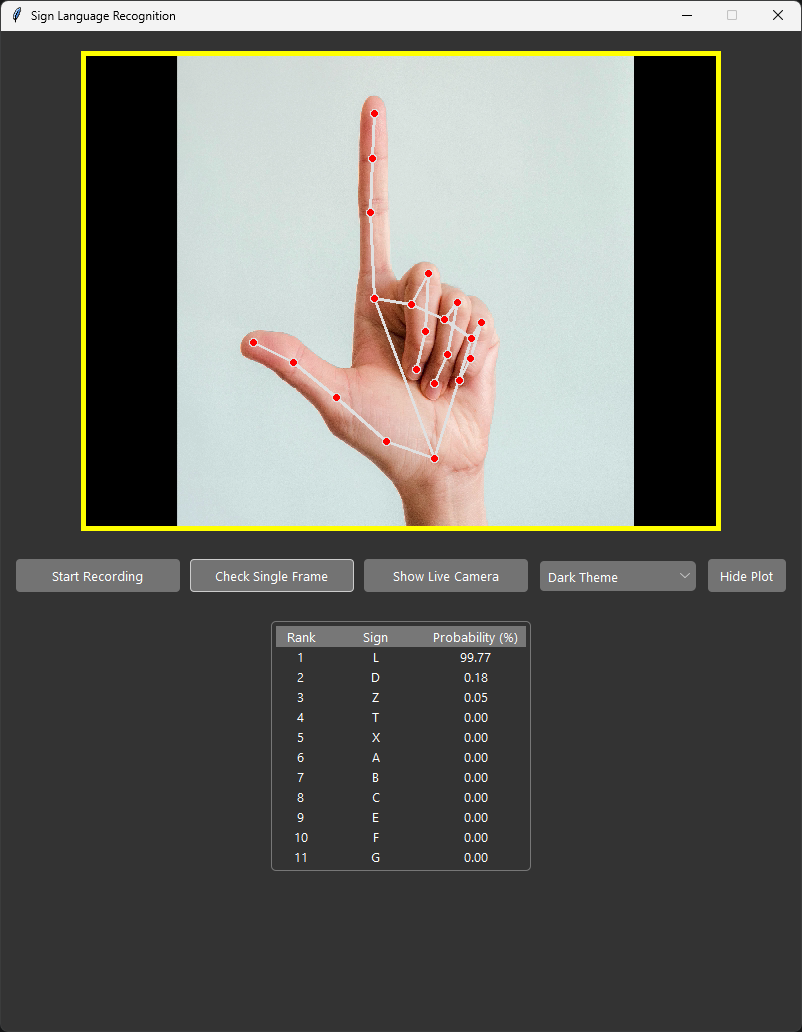 Sign Language Recognition
Start Recording Check Single Frame Show Live Camera Dark Theme Hide Plot
Rank Sign Probability (%)
1 L 99.77
2 D 0.18
3 Z 0.05
4 T 0.00
5 X 0.00
6 A 0.00
7 B 0.00
8 C 0.00
9 E 0.00
10 F 0.00
11 G 0.00